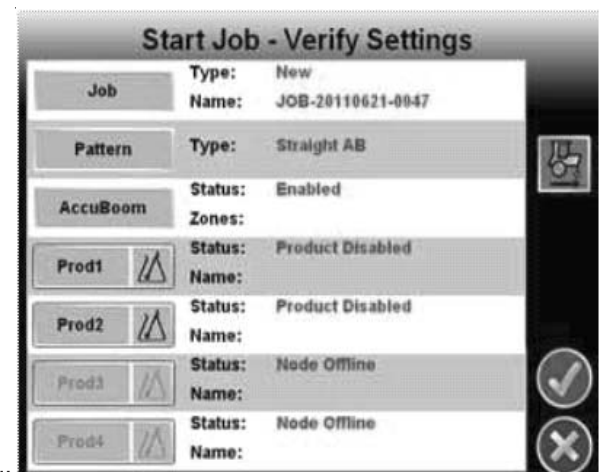 Start Job - Verify Settings
Job
Type: New
Name: JOB-20110621-0047
Pattern
Type: Straight AB
AccuBoom
Status: Enabled
Zones:
Prod1
Status: Product Disabled
Name:
Prod2
Status: Product Disabled
Name:
Prod3
Status: Node Offline
Name:
Prod4
Status: Node Offline
Name: